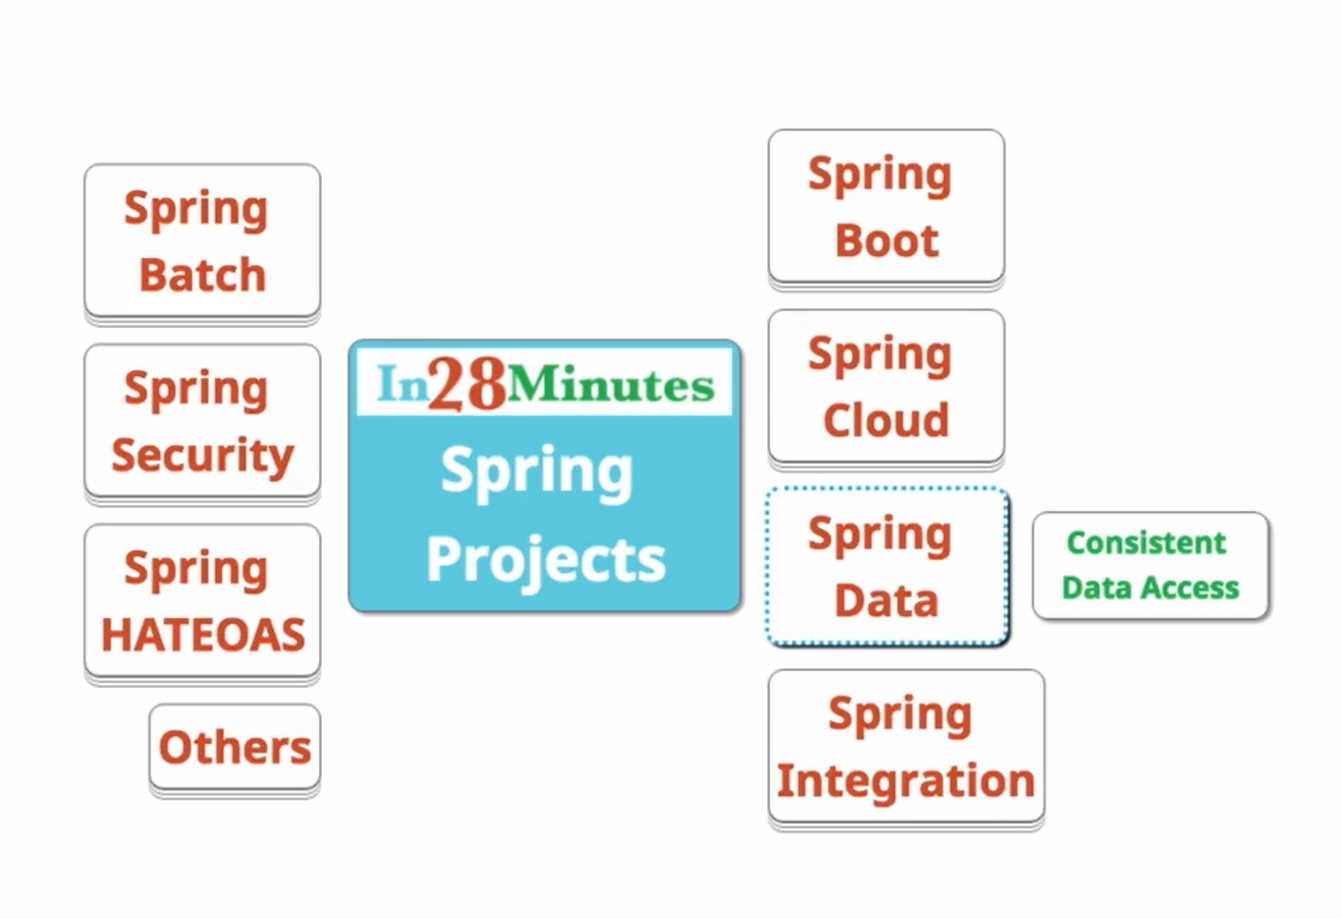 Spring
Batch
Spring
Security
Spring
HATEOAS
Others
In28Minutes
Spring
Projects
Spring
Boot
Spring
Cloud
Spring
Data
Consistent
Data Access
Spring
Integration